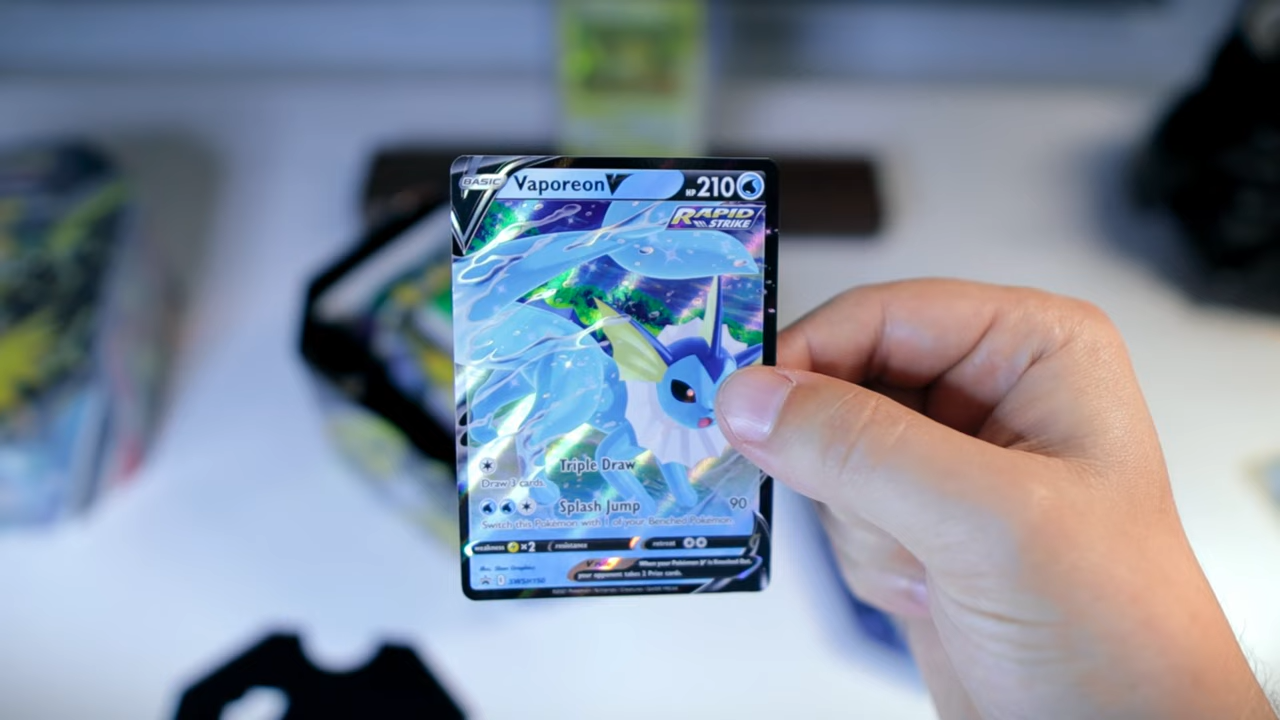 BASIC
Vaporeon V
HP 210
RAPID
STRIKE
Triple Draw
Draw 3 cards.
Splash Jump 90
Switch this Pokémon with 1 of your Benched Pokémon.
weakness ×2 resistance retreat
When your Pokémon V is Knocked Out,
your opponent takes 2 Prize cards.
SWSH150